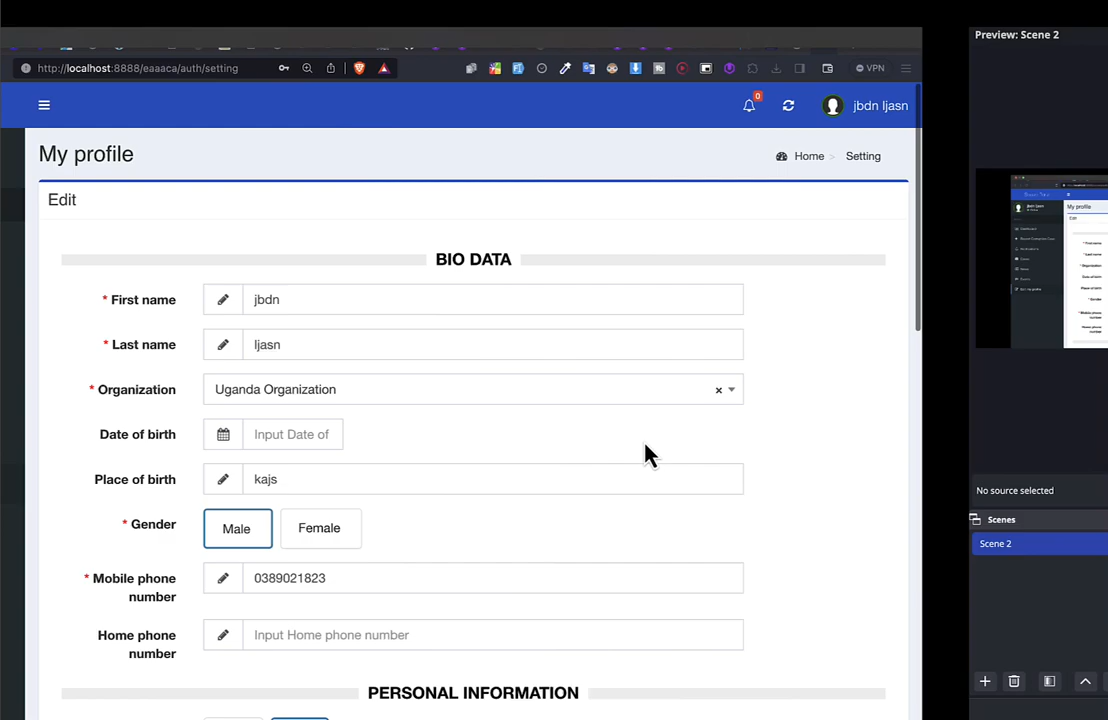 Preview: Scene 2
http://localhost:8888/eaaaca/auth/setting
VPN
0
jbdn ljasn
My profile
Home > Setting
Edit
BIO DATA
* First name
jbdn
* Last name
ljasn
* Organization
Uganda Organization
× 
Date of birth
Input Date of
Place of birth
kajs
* Gender
Male
Female
* Mobile phone
number
0389021823
Home phone
number
Input Home phone number
PERSONAL INFORMATION
My profile
No source selected
Scenes
Scene 2